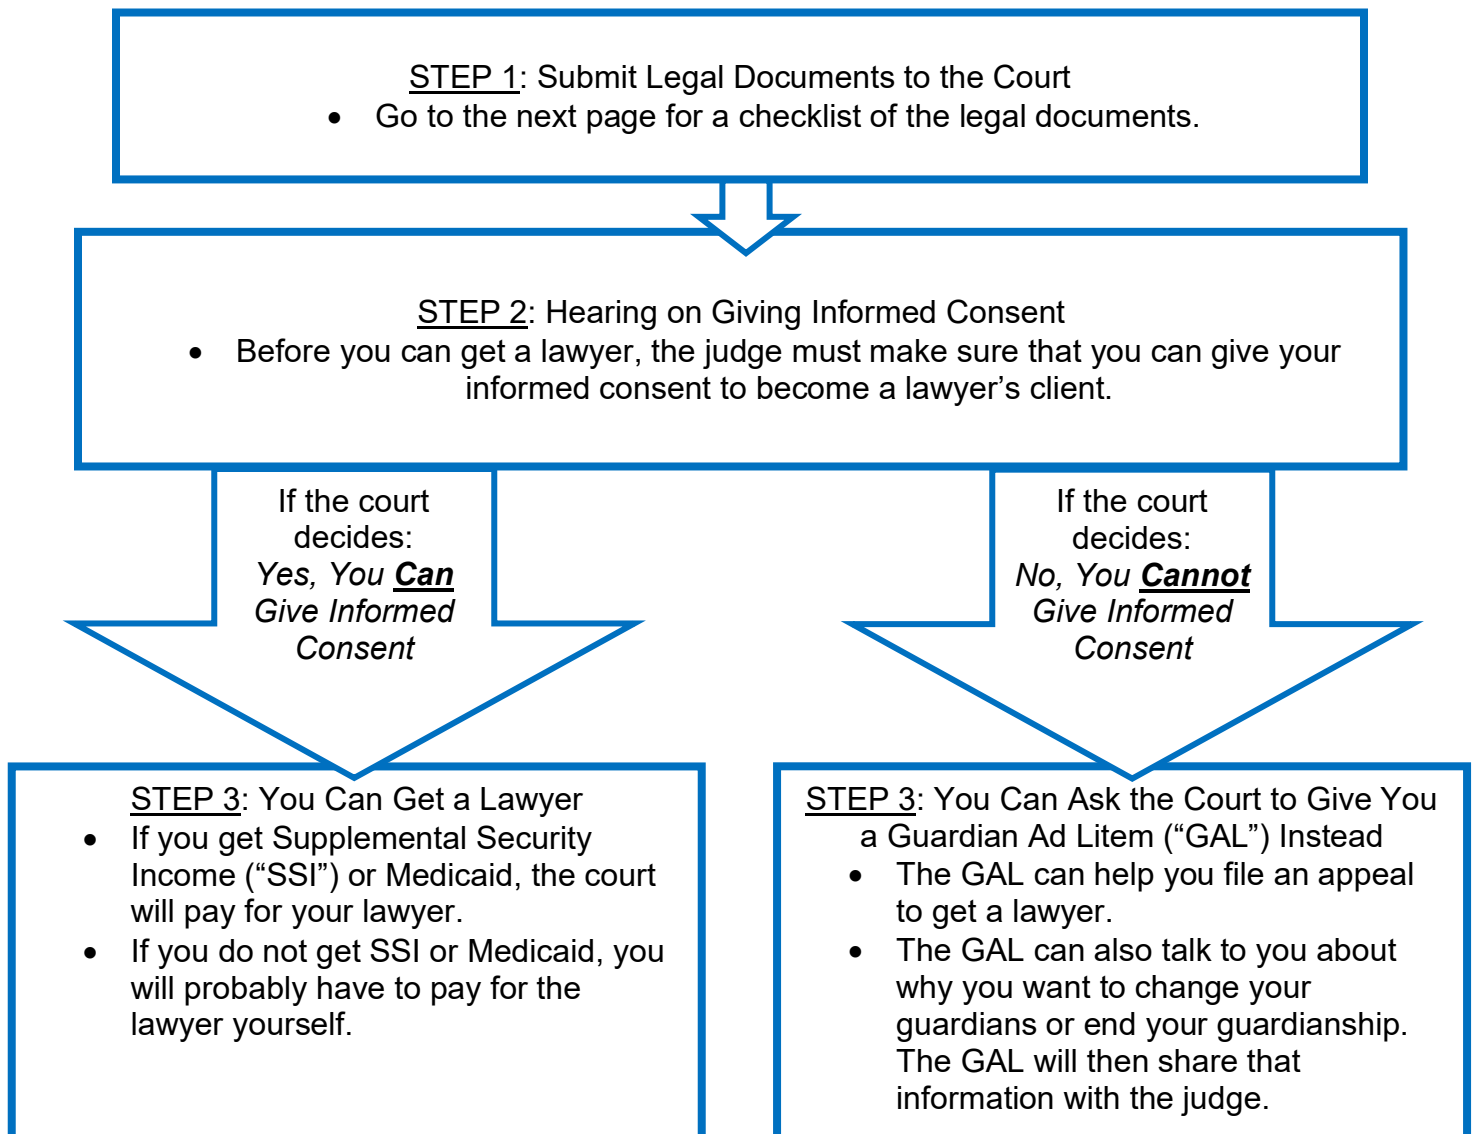 STEP 1: Submit Legal Documents to the Court
• Go to the next page for a checklist of the legal documents.
STEP 2: Hearing on Giving Informed Consent
• Before you can get a lawyer, the judge must make sure that you can give your
informed consent to become a lawyer’s client.
If the court
decides:
Yes, You Can
Give Informed
Consent
If the court
decides:
No, You Cannot
Give Informed
Consent
STEP 3: You Can Get a Lawyer
• If you get Supplemental Security
Income (“SSI”) or Medicaid, the court
will pay for your lawyer.
• If you do not get SSI or Medicaid, you
will probably have to pay for the
lawyer yourself.
STEP 3: You Can Ask the Court to Give You
a Guardian Ad Litem (“GAL”) Instead
• The GAL can help you file an appeal
to get a lawyer.
• The GAL can also talk to you about
why you want to change your
guardians or end your guardianship.
The GAL will then share that
information with the judge.